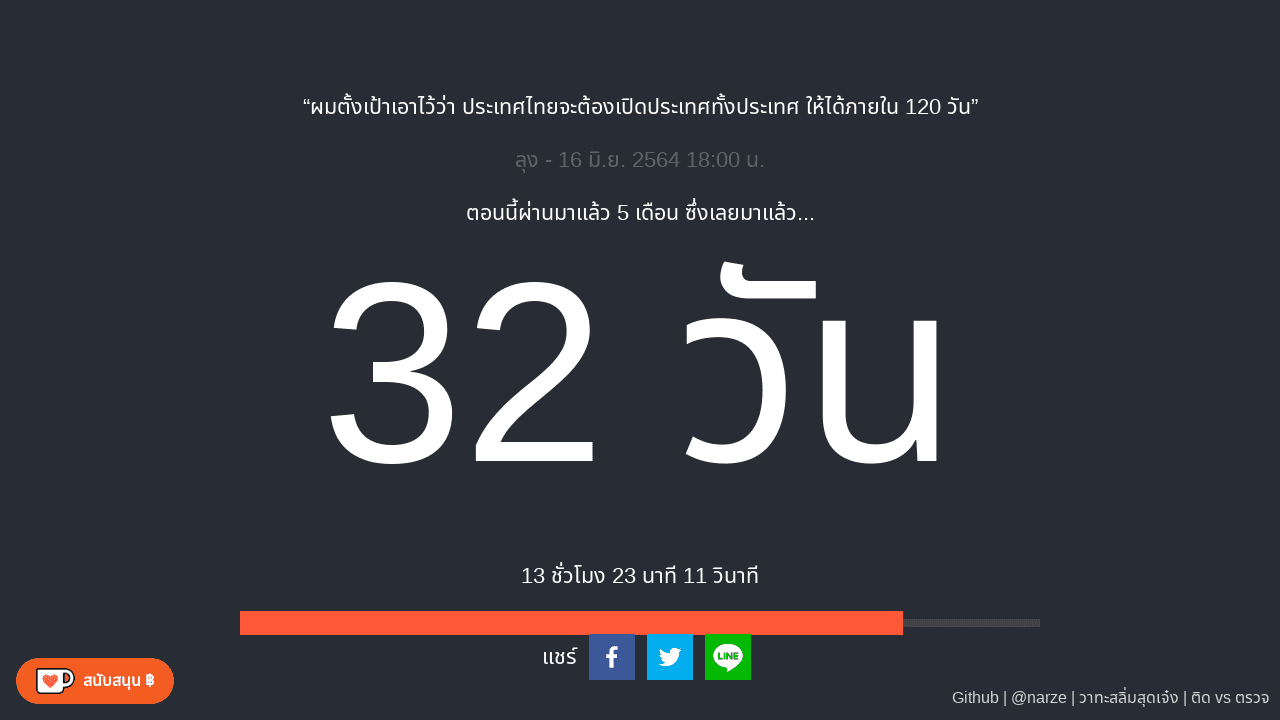 “ผมตั้งเป้าเอาไว้ว่า ประเทศไทยจะต้องเปิดประเทศทั้งประเทศ ให้ได้ภายใน 120 วัน”
ลุง - 16 มิ.ย. 2564 18:00 น.
ตอนนี้ผ่านมาแล้ว 5 เดือน ซึ่งเลยมาแล้ว...
32 วัน
13 ชั่วโมง 23 นาที 11 วินาที
แชร์
LINE
สนับสนุน ฿
Github | @narze | วาทะสลิ่มสุดเจ๋ง | ติด vs ตรวจ